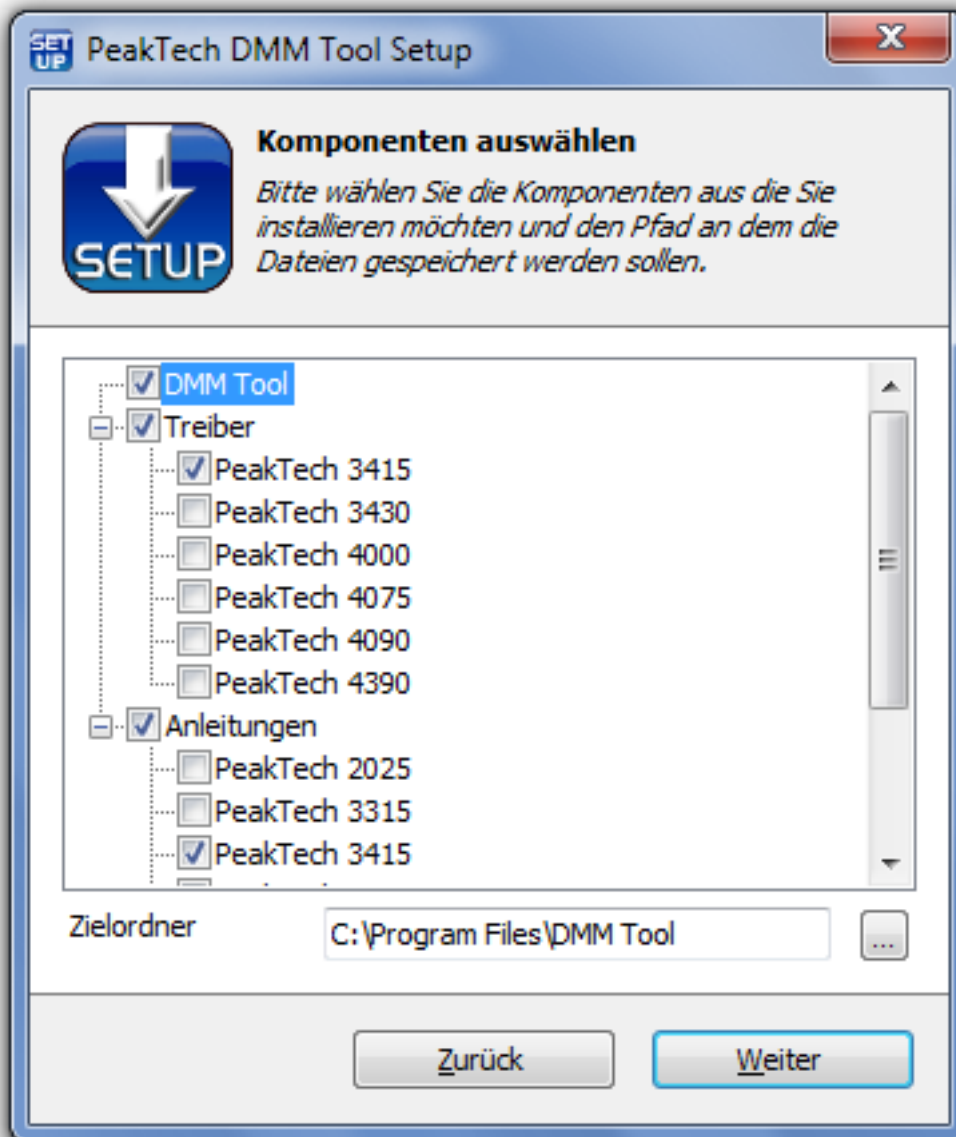 SET
UP
PeakTech DMM Tool Setup
SETUP
Komponenten auswählen
Bitte wählen Sie die Komponenten aus die Sie
installieren möchten und den Pfad an dem die
Dateien gespeichert werden sollen.
DMM Tool
Treiber
PeakTech 3415
PeakTech 3430
PeakTech 4000
PeakTech 4075
PeakTech 4090
PeakTech 4390
Anleitungen
PeakTech 2025
PeakTech 3315
PeakTech 3415
Zielordner
C:\Program Files\DMM Tool
...
Zurück
Weiter